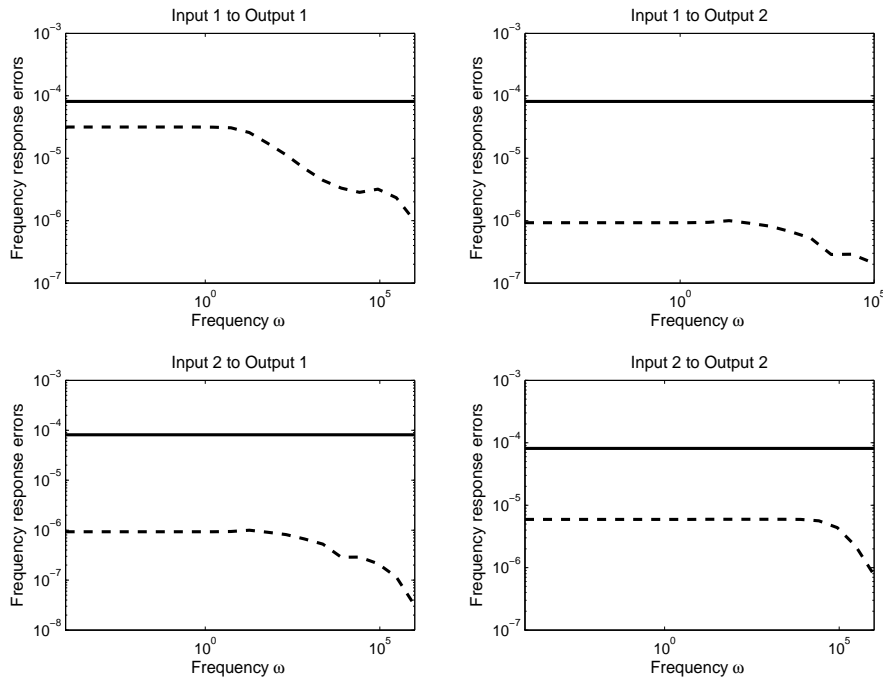 Input 1 to Output 1
10^-3
10^-4
10^-5
10^-6
10^-7
Frequency response errors
10^0
10^5
Frequency ω
Input 1 to Output 2
10^-3
10^-4
10^-5
10^-6
10^-7
Frequency response errors
10^0
10^5
Frequency ω
Input 2 to Output 1
10^-3
10^-4
10^-5
10^-6
10^-7
10^-8
Frequency response errors
10^0
10^5
Frequency ω
Input 2 to Output 2
10^-3
10^-4
10^-5
10^-6
10^-7
Frequency response errors
10^0
10^5
Frequency ω